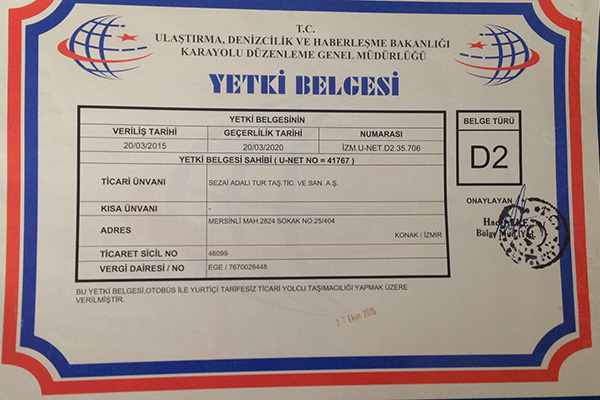 T.C.
ULAŞTIRMA, DENİZCİLİK VE HABERLEŞME BAKANLIĞI
KARAYOLU DÜZENLEME GENEL MÜDÜRLÜĞÜ
YETKİ BELGESİ
YETKİ BELGESİNİN
VERİLİŞ TARİHİ GEÇERLİLİK TARİHİ NUMARASI
20/03/2015 20/03/2020 İZM.U-NET.D2.35.706
YETKİ BELGESİ SAHİBİ ( U-NET NO = 41767 )
TİCARİ ÜNVANI SEZAİ ADALI TUR.TAŞ.TİC. VE SAN. A.Ş.
KISA ÜNVANI -
ADRES MERSİNLİ MAH.2824 SOKAK NO:25/404
KONAK / İZMİR
TİCARET SİCİL NO 46099
VERGİ DAİRESİ / NO EGE / 7670028448
BELGE TÜRÜ
D2
ONAYLAYAN
Bölge Müd.
BU YETKİ BELGESİ,OTOBÜS İLE YURTİÇİ TARİFESİZ TİCARİ YOLCU TAŞIMACILIĞI YAPMAK ÜZERE
VERİLMİŞTİR.
27 Ekim 2015